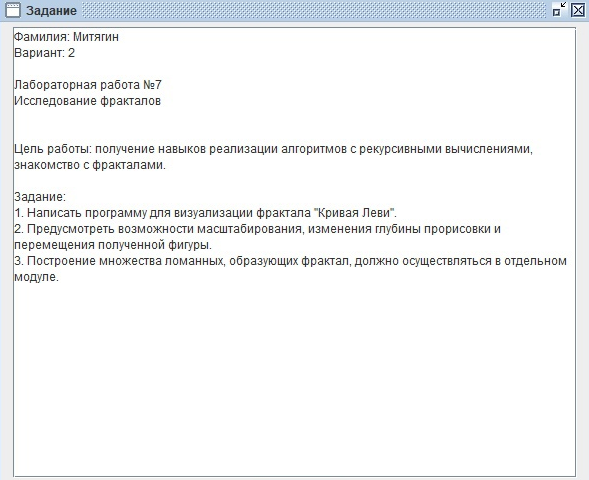 Задание
Фамилия: Митягин
Вариант: 2
Лабораторная работа №7
Исследование фракталов
Цель работы: получение навыков реализации алгоритмов с рекурсивными вычислениями,
знакомство с фракталами.
Задание:
1. Написать программу для визуализации фрактала "Кривая Леви".
2. Предусмотреть возможности масштабирования, изменения глубины прорисовки и
перемещения полученной фигуры.
3. Построение множества ломанных, образующих фрактал, должно осуществляться в отдельном
модуле.